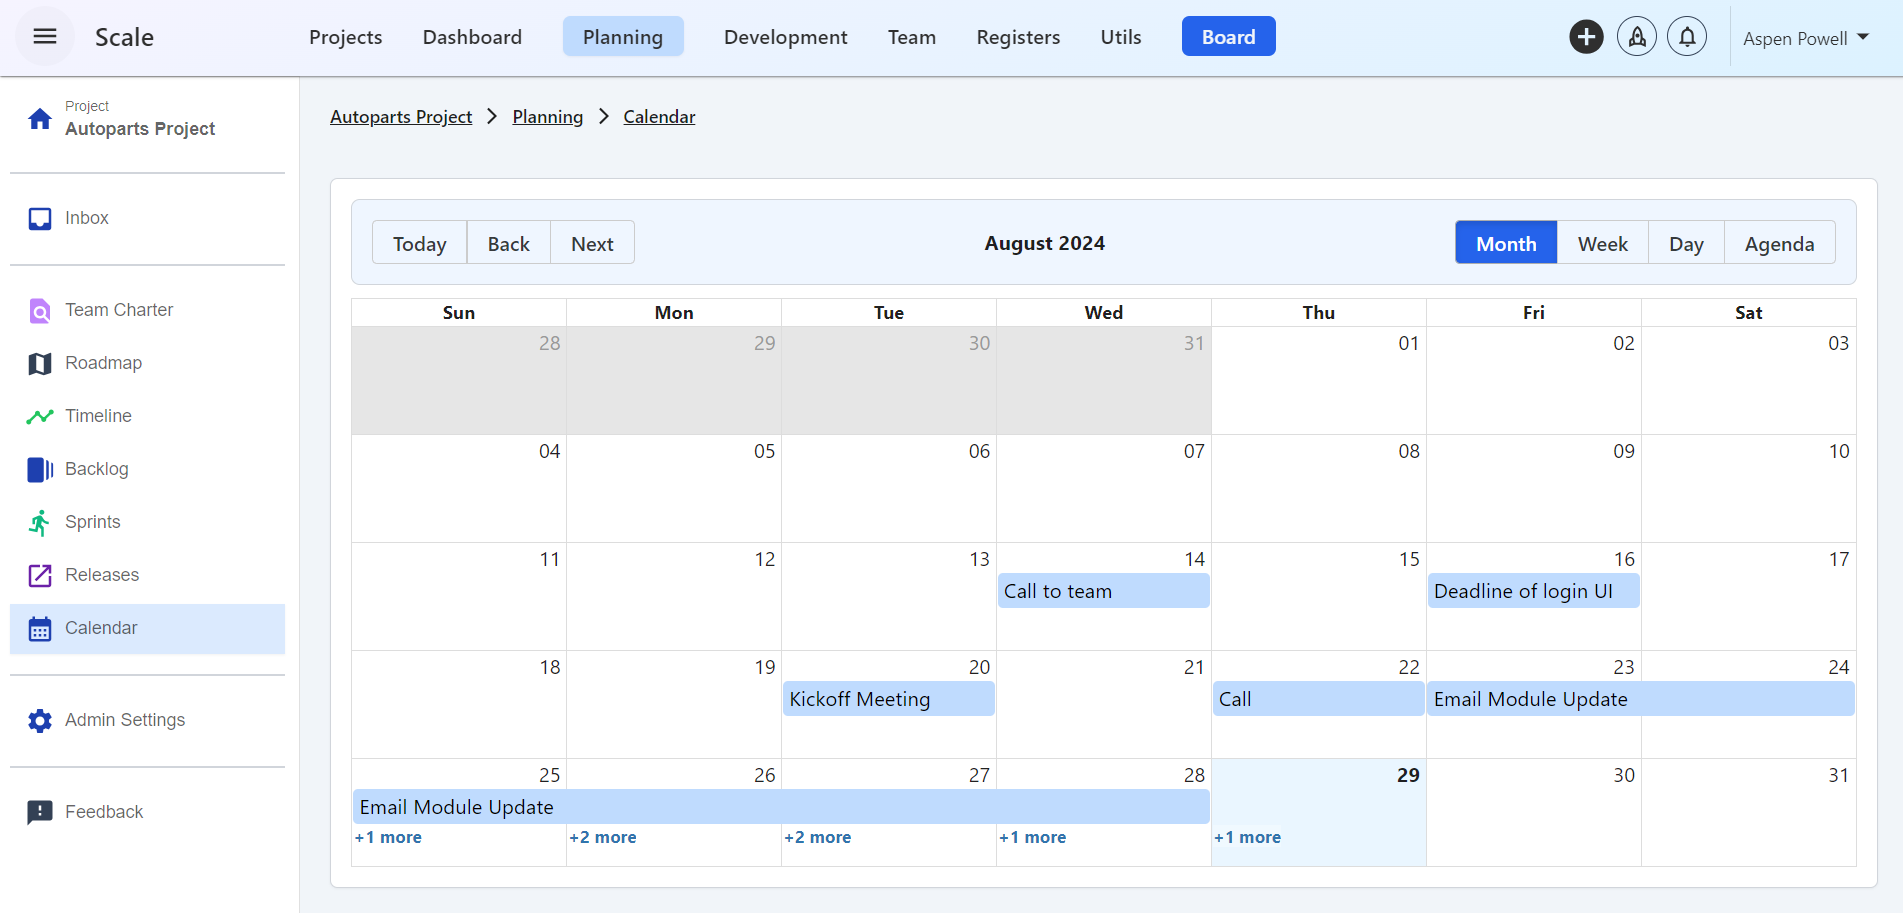 Scale
Projects Dashboard Planning Development Team Registers Utils Board
Aspen Powell
Project
Autoparts Project
Inbox
Team Charter
Roadmap
Timeline
Backlog
Sprints
Releases
Calendar
Admin Settings
Feedback
Autoparts Project Planning Calendar
Today Back Next
August 2024
Month Week Day Agenda
Sun Mon Tue Wed Thu Fri Sat
28 29 30 31 01 02 03
04 05 06 07 08 09 10
11 12 13 14 15 16 17
Call to team Deadline of login UI
18 19 20 21 22 23 24
Kickoff Meeting Call Email Module Update
25 26 27 28 29 30 31
Email Module Update
+1 more +2 more +2 more +1 more +1 more